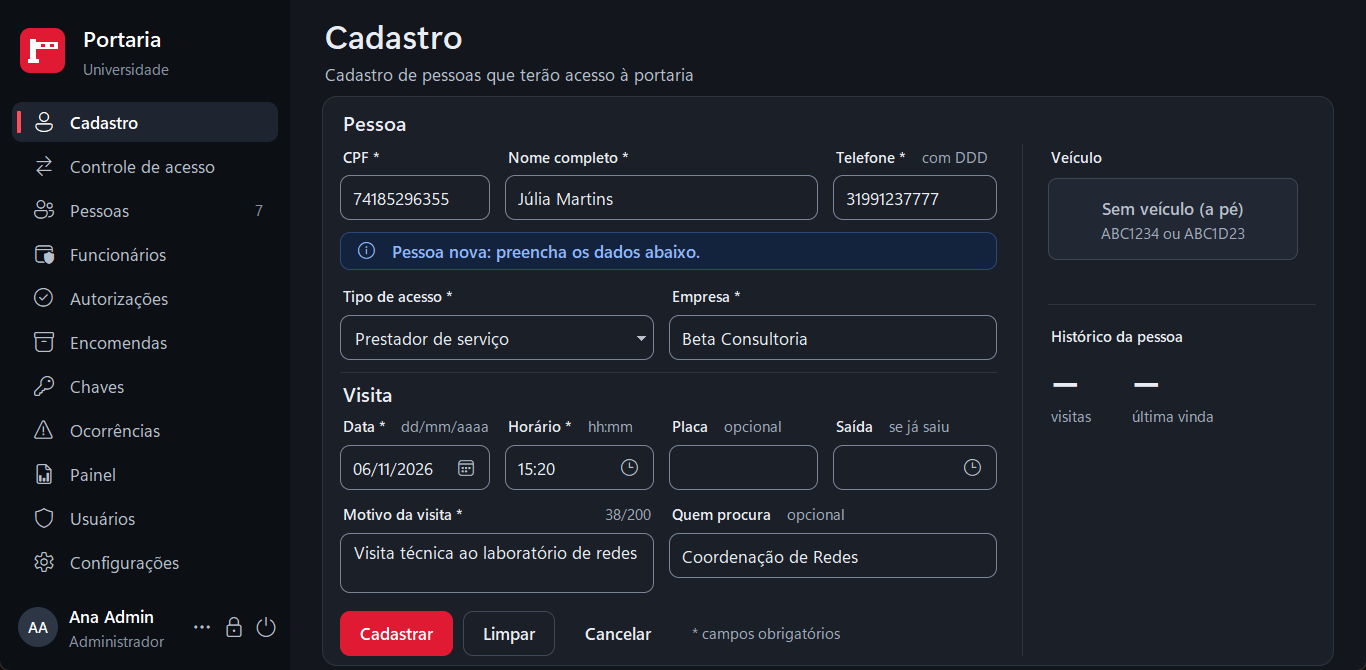 Portaria
Universidade
Cadastro
Controle de acesso
Pessoas 7
Funcionários
Autorizações
Encomendas
Chaves
Ocorrências
Painel
Usuários
Configurações
AA
Ana Admin
Administrador
Cadastro
Cadastro de pessoas que terão acesso à portaria
Pessoa
CPF * Nome completo * Telefone * com DDD
74185296355 Júlia Martins 31991237777
Pessoa nova: preencha os dados abaixo.
Tipo de acesso * Empresa *
Prestador de serviço Beta Consultoria
Visita
Data * dd/mm/aaaa Horário * hh:mm Placa opcional Saída se já saiu
06/11/2026 15:20
Motivo da visita * 38/200 Quem procura opcional
Visita técnica ao laboratório de redes Coordenação de Redes
Cadastrar Limpar Cancelar * campos obrigatórios
Veículo
Sem veículo (a pé)
ABC1234 ou ABC1D23
Histórico da pessoa
— —
visitas última vinda